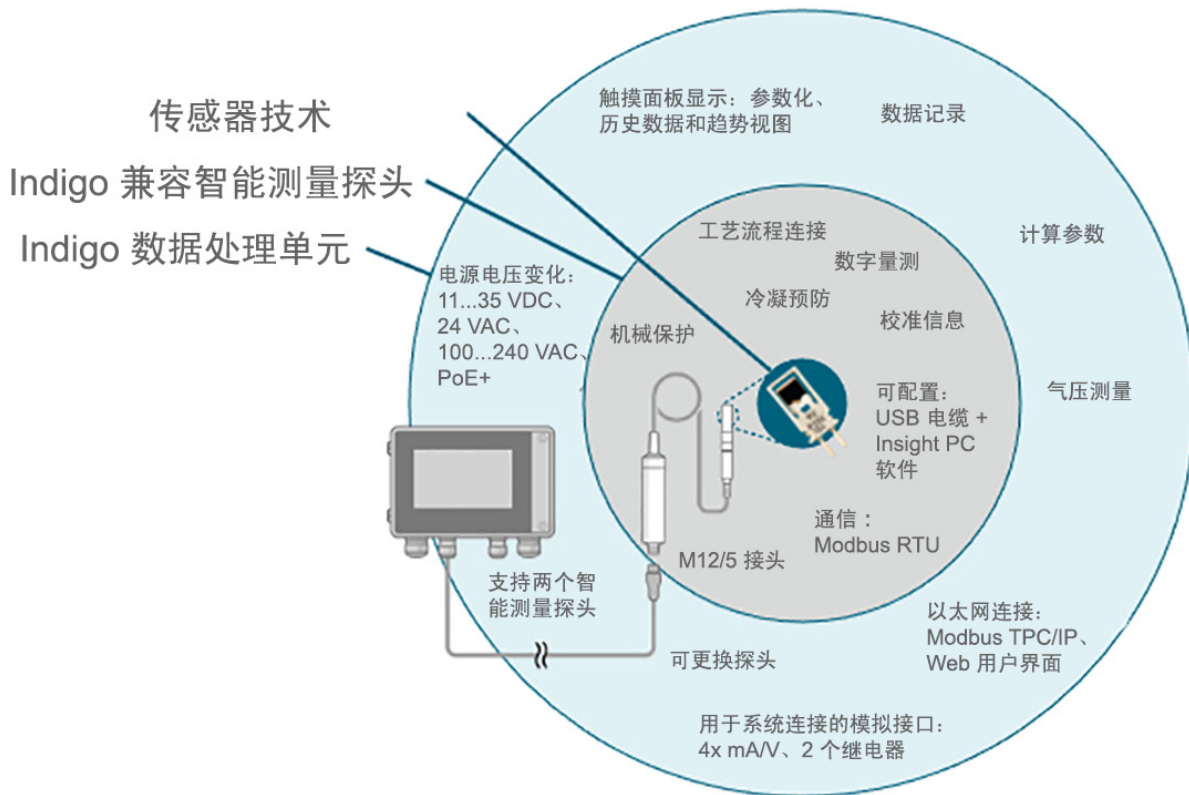 传感器技术
Indigo 兼容智能测量探头
Indigo 数据处理单元
触摸面板显示：参数化、
历史数据和趋势视图
数据记录
计算参数
气压测量
电源电压变化：
11...35 VDC、
24 VAC、
100...240 VAC、
PoE+
工艺流程连接
数字量测
冷凝预防
校准信息
机械保护
可配置：
USB 电缆 +
Insight PC
软件
通信：
Modbus RTU
M12/5 接头
支持两个智
能测量探头
可更换探头
以太网连接：
Modbus TPC/IP、
Web 用户界面
用于系统连接的模拟接口：
4x mA/V、2 个继电器